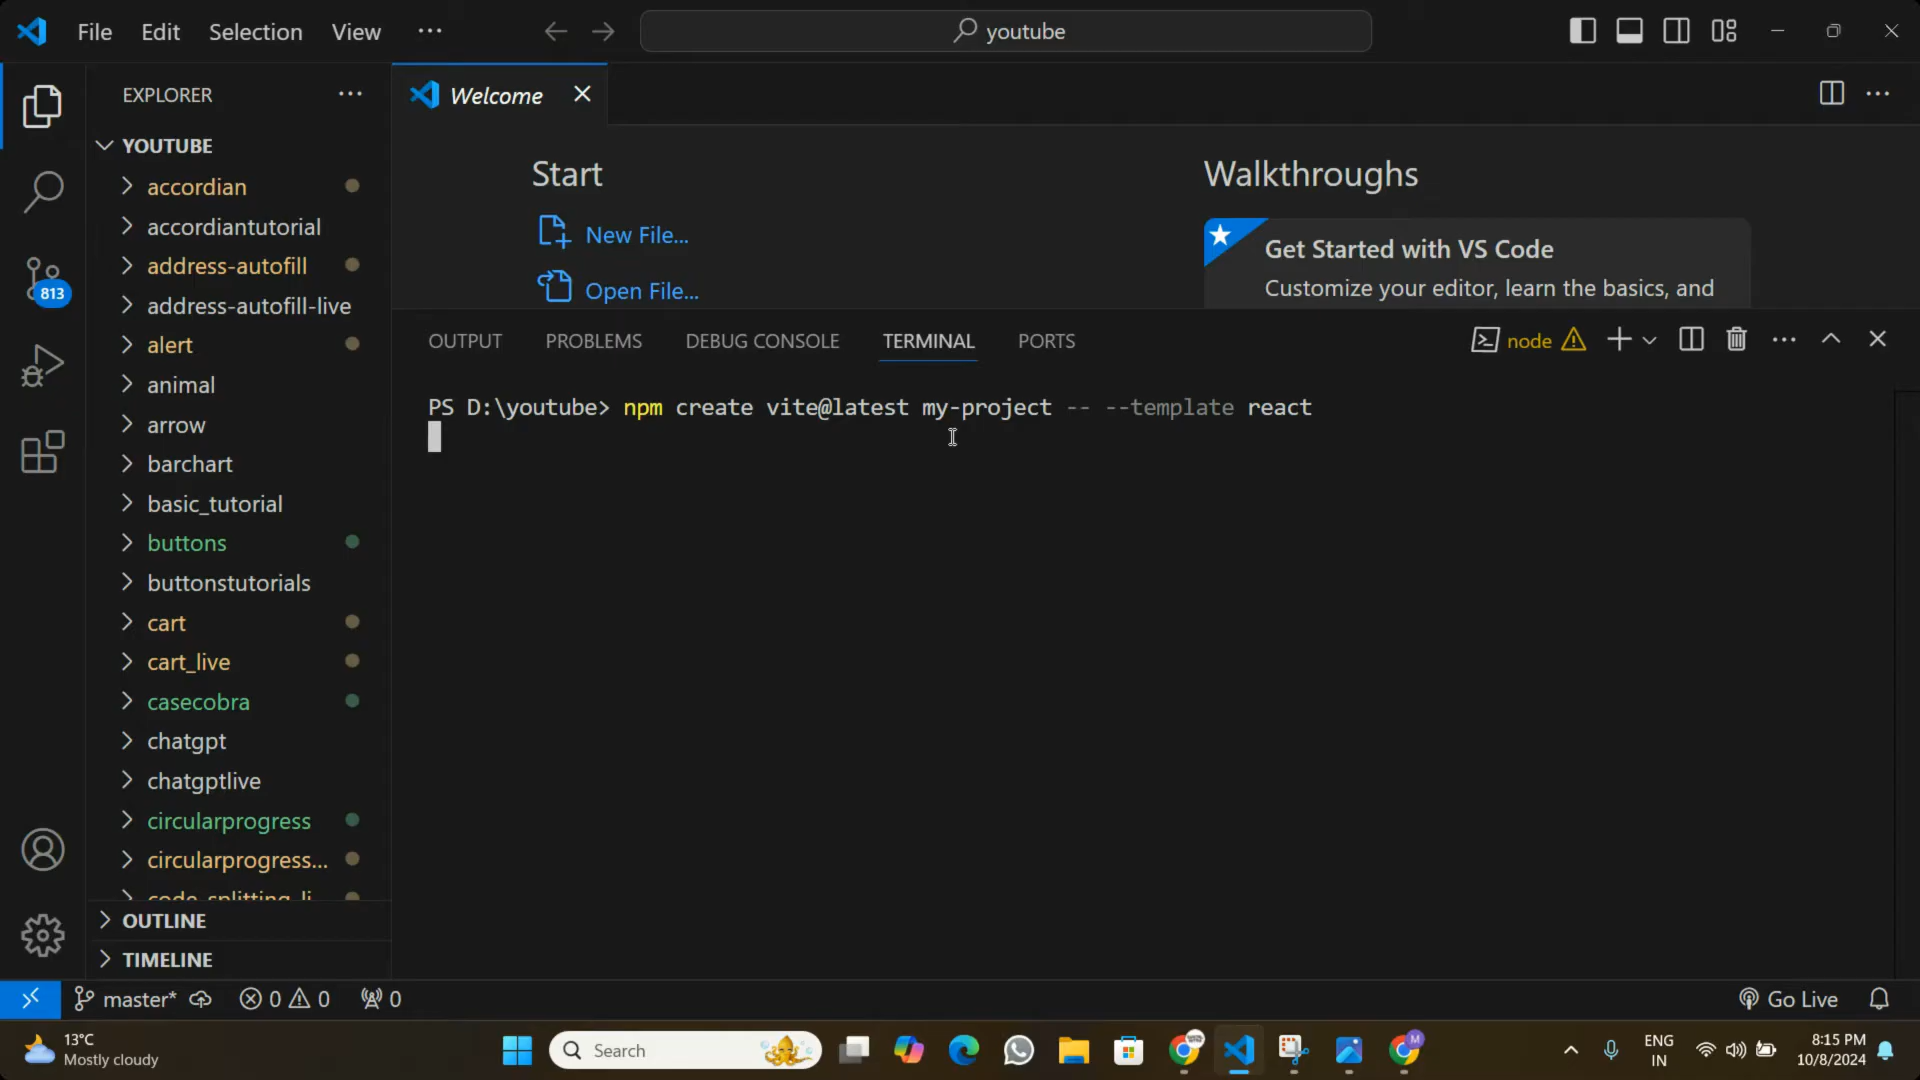 File Edit Selection View ···
youtube
EXPLORER ···
Welcome
YOUTUBE
accordian
accordiantutorial
address-autofill
address-autofill-live
alert
animal
arrow
barchart
basic_tutorial
buttons
buttonstutorials
cart
cart_live
casecobra
chatgpt
chatgptlive
circularprogress
circularprogress...
code-splitting_li
OUTLINE
TIMELINE
813
Start
New File...
Open File...
Walkthroughs
Get Started with VS Code
Customize your editor, learn the basics, and
OUTPUT PROBLEMS DEBUG CONSOLE TERMINAL PORTS
node
PS D:\youtube> npm create vite@latest my-project -- --template react
master* 0 0 0
Go Live
13°C
Mostly cloudy
Search
ENG
IN
8:15 PM
10/8/2024